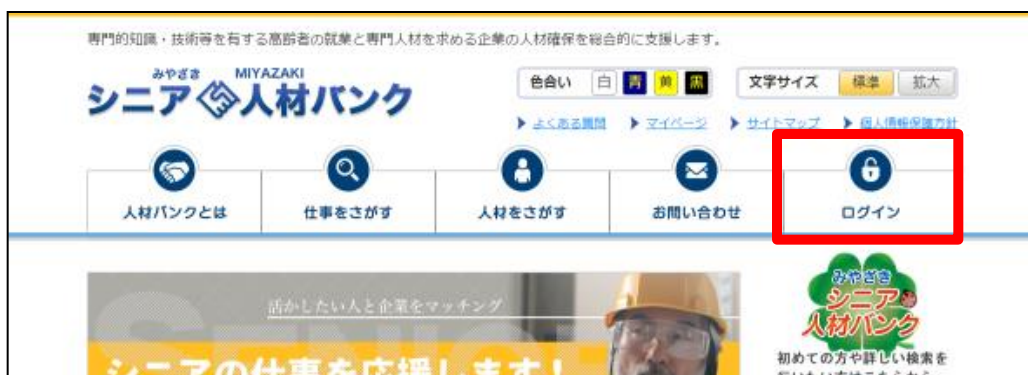 専門的知識・技術等を有する高齢者の就業と専門人材を求める企業の人材確保を総合的に支援します。
みやざき MIYAZAKI
シニア 人材バンク
色合い 白 青 黄 黒 文字サイズ 標準 拡大
よくある質問 マイページ サイトマップ 個人情報保護方針
人材バンクとは 仕事をさがす 人材をさがす お問い合わせ ログイン
SENIOR
活かしたい人と企業をマッチング
シニアの仕事を応援します!
みやざき
シニア
人材バンク
初めての方や詳しい検索を